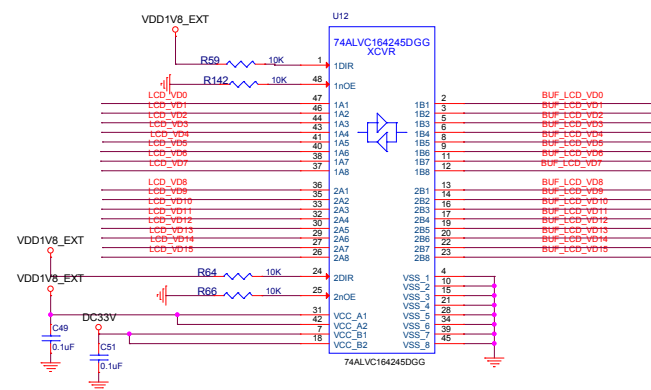 U12
VDD1V8_EXT
74ALVC164245DGG
XCVR
R59 10K 1 1DIR
R142 10K 48 1nOE
LCD_VD0 47 1A1 1B1 2 BUF_LCD_VD0
LCD_VD1 46 1A2 1B2 3 BUF_LCD_VD1
LCD_VD2 44 1A3 1B3 5 BUF_LCD_VD2
LCD_VD3 43 1A4 1B4 6 BUF_LCD_VD3
LCD_VD4 41 1A5 1B5 8 BUF_LCD_VD4
LCD_VD5 40 1A6 1B6 9 BUF_LCD_VD5
LCD_VD6 38 1A7 1B7 11 BUF_LCD_VD6
LCD_VD7 37 1A8 1B8 12 BUF_LCD_VD7
LCD_VD8 36 2A1 2B1 13 BUF_LCD_VD8
LCD_VD9 35 2A2 2B2 14 BUF_LCD_VD9
LCD_VD10 33 2A3 2B3 16 BUF_LCD_VD10
LCD_VD11 32 2A4 2B4 17 BUF_LCD_VD11
LCD_VD12 30 2A5 2B5 19 BUF_LCD_VD12
LCD_VD13 29 2A6 2B6 20 BUF_LCD_VD13
LCD_VD14 27 2A7 2B7 22 BUF_LCD_VD14
LCD_VD15 26 2A8 2B8 23 BUF_LCD_VD15
VDD1V8_EXT
R64 10K 24 2DIR VSS_1 4
VSS_2 10
VDD1V8_EXT
R66 10K 25 2nOE VSS_3 15
VSS_4 21
31 VCC_A1 VSS_5 28
DC33V
42 VCC_A2 VSS_6 34
7 VCC_B1 VSS_7 39
18 VCC_B2 VSS_8 45
C49
0.1uF
C51
0.1uF
74ALVC164245DGG